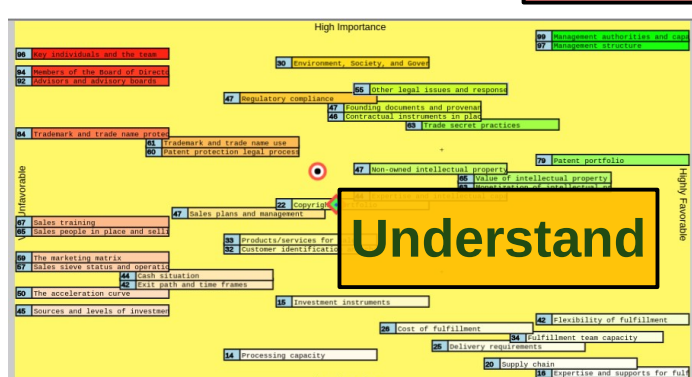 High Importance
99 Management authorities and capa
97 Management structure
96 Key individuals and the team
30 Environment, Society, and Gover
94 Members of the Board of Directo
92 Advisors and advisory boards
55 Other legal issues and response
47 Regulatory compliance
47 Founding documents and provenan
46 Contractual instruments in plac
63 Trade secret practices
84 Trademark and trade name protec
61 Trademark and trade name use
60 Patent protection legal process
79 Patent portfolio
47 Non-owned intellectual property
65 Value of intellectual property
Unfavorable
Highly Favorable
22
47 Sales plans and management
67 Sales training
65 Sales people in place and selli
Understand
33 Products/services for
32 Customer identificatio
59 The marketing matrix
57 Sales sieve status and operatio
44 Cash situation
42 Exit path and time frames
50 The acceleration curve
15 Investment instruments
45 Sources and levels of investmen
42 Flexibility of fulfillment
26 Cost of fulfillment
34 Fulfillment team capacity
25 Delivery requirements
14 Processing capacity
20 Supply chain
16 Expertise and supports for fulf